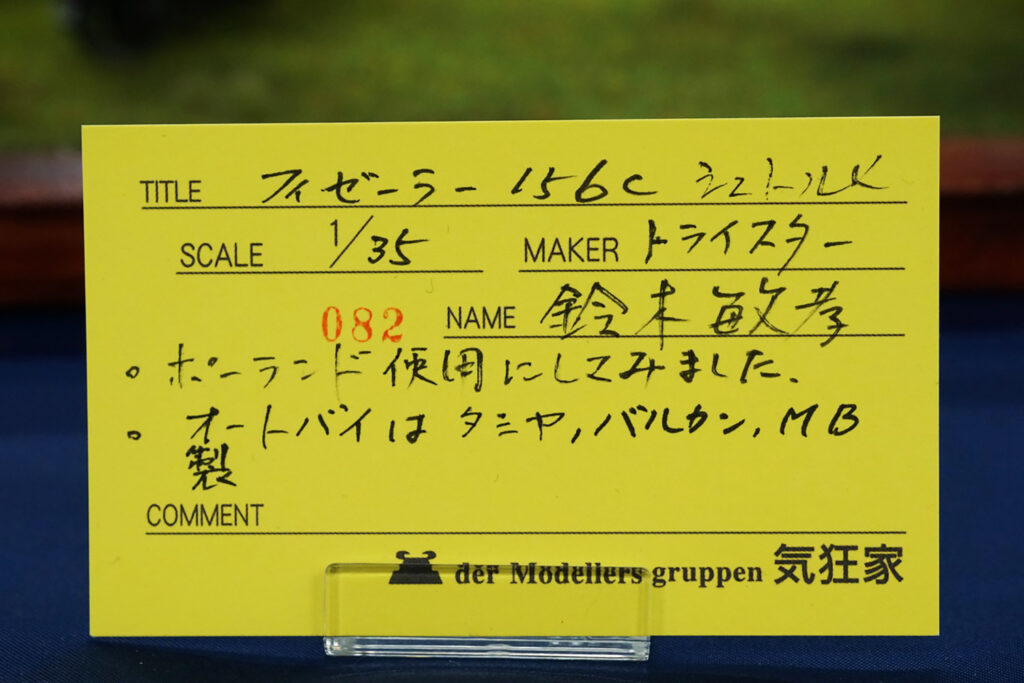 TITLE フィゼーラー 156C シュトルヒ
SCALE 1/35 MAKER トライスター
082 NAME 鈴木敏孝
。ポーランド使用にしてみました.
。オートバイは タミヤ, バルカン, MB
製
COMMENT
der Modellers gruppen 気狂家